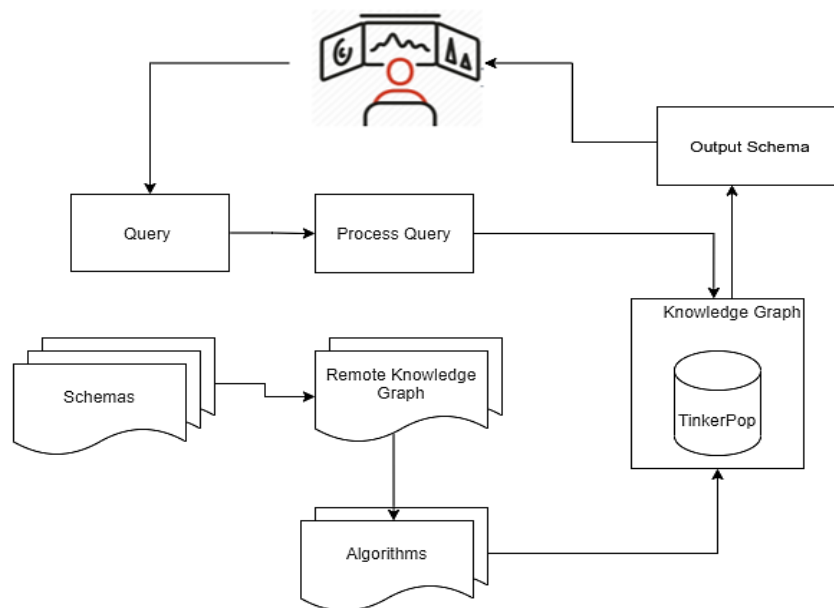 Output Schema
Query
Process Query
Knowledge Graph
TinkerPop
Schemas
Remote Knowledge
Graph
Algorithms